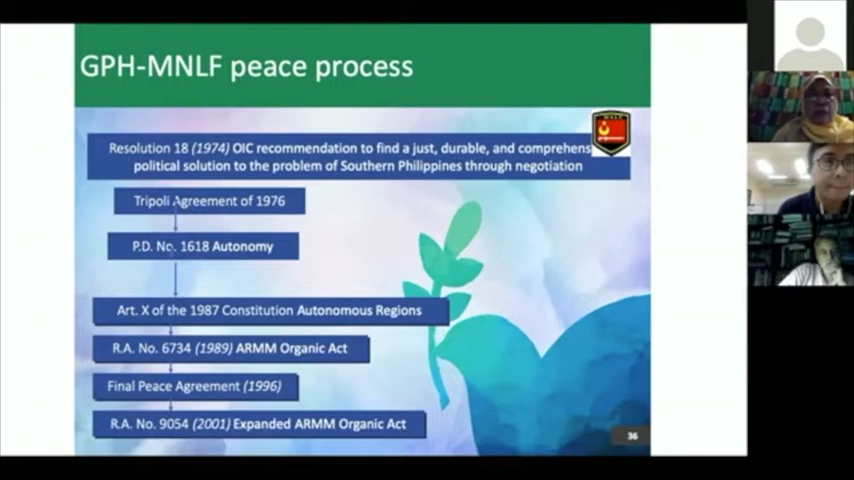 GPH-MNLF peace process
MNLF
Resolution 18 (1974) OIC recommendation to find a just, durable, and comprehens
political solution to the problem of Southern Philippines through negotiation
Tripoli Agreement of 1976
P.D. No. 1618 Autonomy
Art. X of the 1987 Constitution Autonomous Regions
R.A. No. 6734 (1989) ARMM Organic Act
Final Peace Agreement (1996)
R.A. No. 9054 (2001) Expanded ARMM Organic Act
36